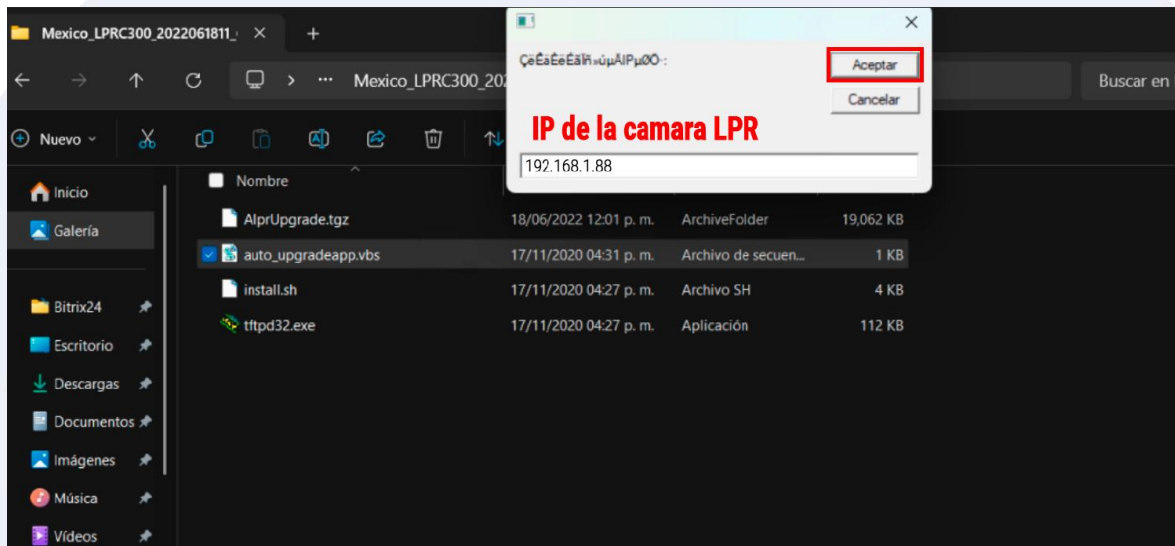 Mexico_LPRC300_2022061811_
Mexico_LPRC300_202
Buscar en
Nuevo
ÇëÊäÈëÉãÏñ»úµÄIPµØÖ·:
Aceptar
Cancelar
IP de la camara LPR
192.168.1.88
Inicio
Galería
Bitrix24
Escritorio
Descargas
Documentos
Imágenes
Música
Vídeos
Nombre
AlprUpgrade.tgz 18/06/2022 12:01 p. m. ArchiveFolder 19,062 KB
auto_upgradeapp.vbs 17/11/2020 04:31 p. m. Archivo de secuen... 1 KB
install.sh 17/11/2020 04:27 p. m. Archivo SH 4 KB
tftpd32.exe 17/11/2020 04:27 p. m. Aplicación 112 KB